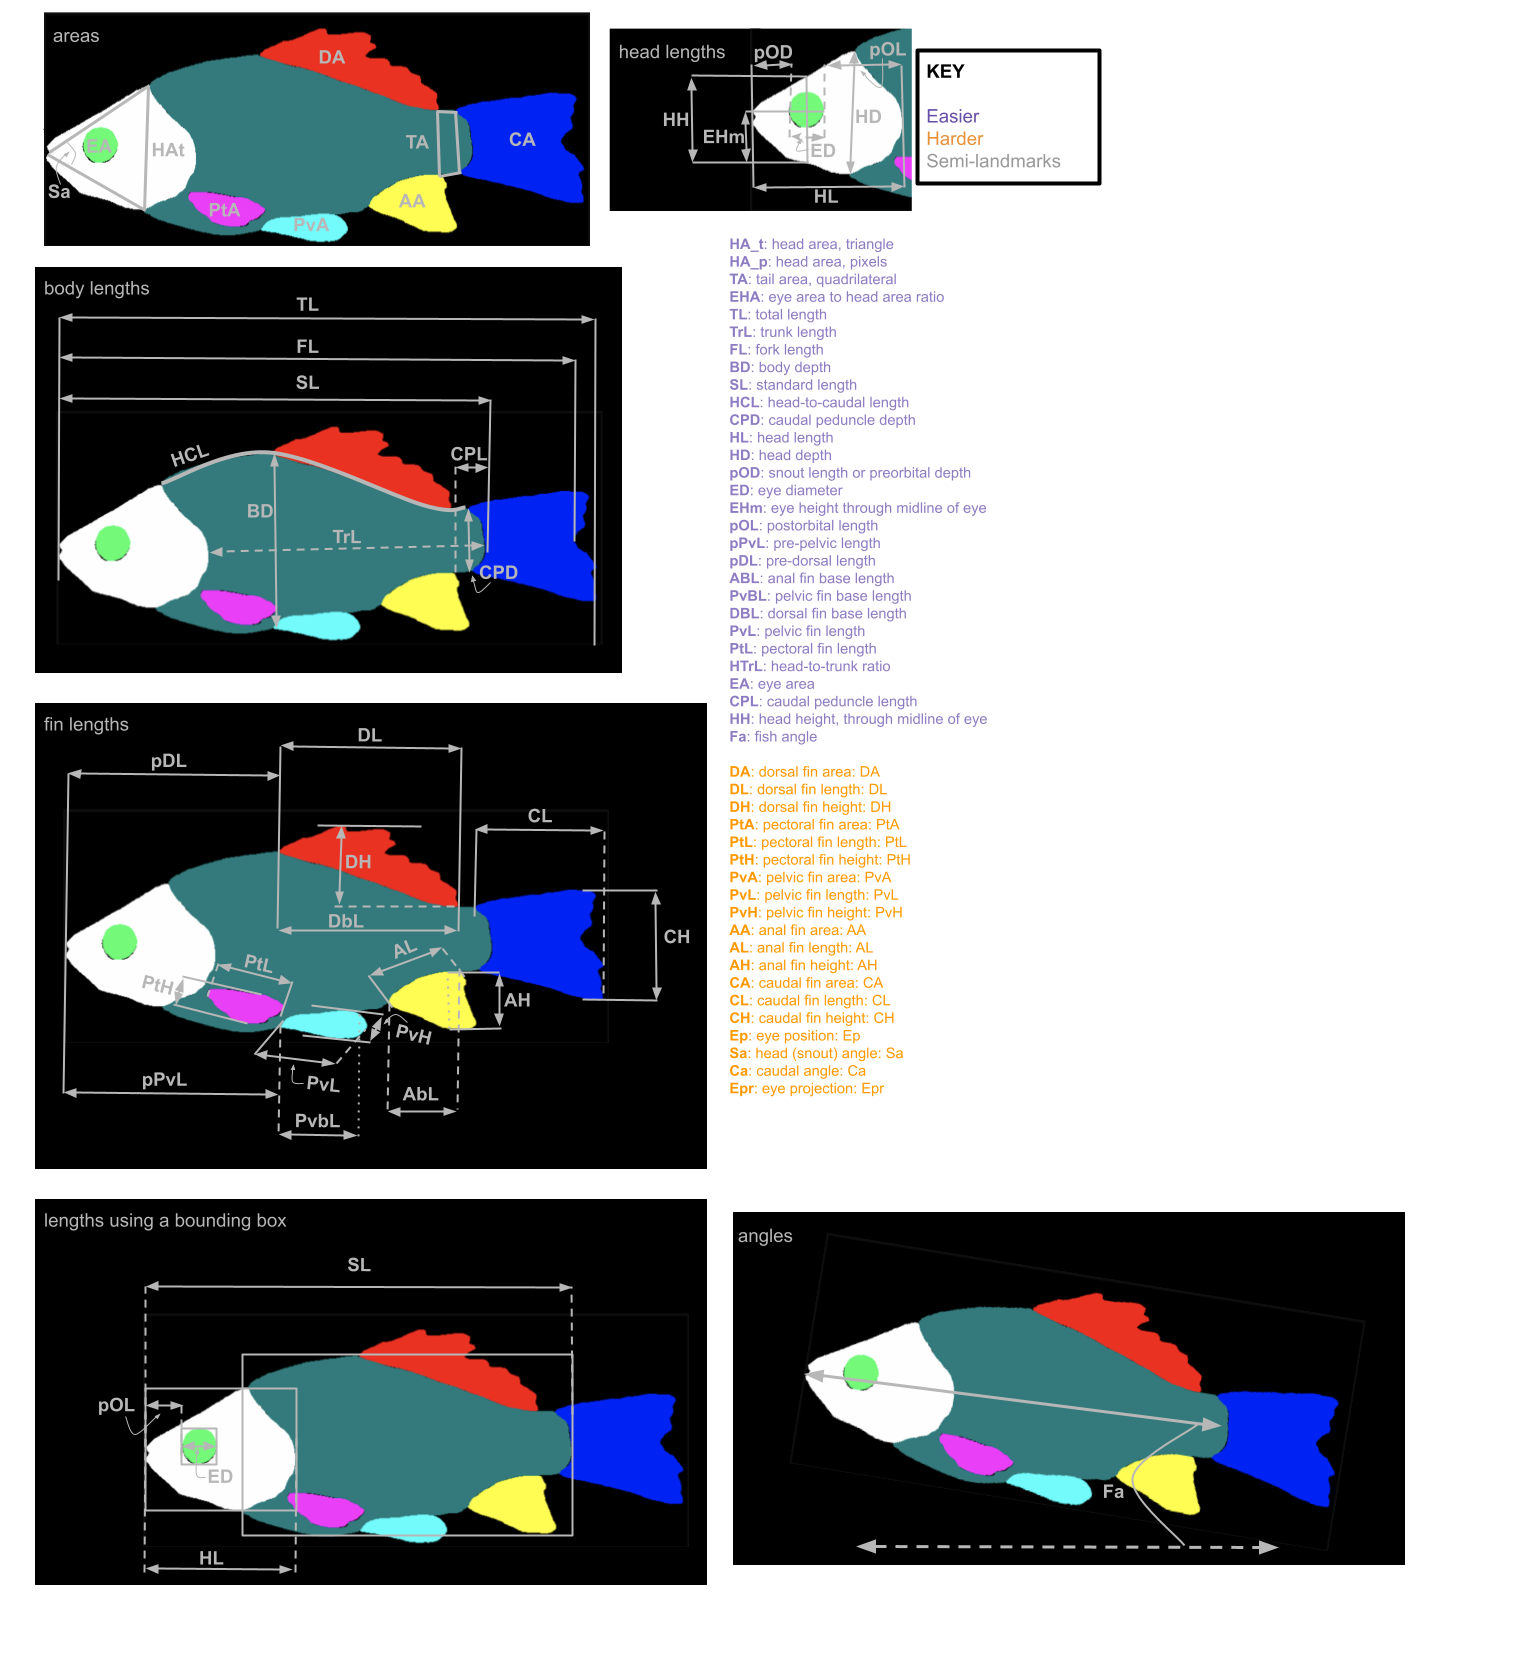 areas
DA
TA
CA
EA
HAt
Sa
PtA
PvA
AA
head lengths
pOD
pOL
HH
EHm
HD
ED
HL
KEY
Easier
Harder
Semi-landmarks
body lengths
TL
FL
SL
HCL
CPL
BD
TrL
CPD
HA_t: head area, triangle
HA_p: head area, pixels
TA: tail area, quadrilateral
EHA: eye area to head area ratio
TL: total length
TrL: trunk length
FL: fork length
BD: body depth
SL: standard length
HCL: head-to-caudal length
CPD: caudal peduncle depth
HL: head length
HD: head depth
pOD: snout length or preorbital depth
ED: eye diameter
EHm: eye height through midline of eye
pOL: postorbital length
pPvL: pre-pelvic length
pDL: pre-dorsal length
ABL: anal fin base length
PvBL: pelvic fin base length
DBL: dorsal fin base length
PvL: pelvic fin length
PtL: pectoral fin length
HTrL: head-to-trunk ratio
EA: eye area
CPL: caudal peduncle length
HH: head height, through midline of eye
Fa: fish angle
DA: dorsal fin area: DA
DL: dorsal fin length: DL
DH: dorsal fin height: DH
PtA: pectoral fin area: PtA
PtL: pectoral fin length: PtL
PtH: pectoral fin height: PtH
PvA: pelvic fin area: PvA
PvL: pelvic fin length: PvL
PvH: pelvic fin height: PvH
AA: anal fin area: AA
AL: anal fin length: AL
AH: anal fin height: AH
CA: caudal fin area: CA
CL: caudal fin length: CL
CH: caudal fin height: CH
Ep: eye position: Ep
Sa: head (snout) angle: Sa
Ca: caudal angle: Ca
Epr: eye projection: Epr
fin lengths
DL
pDL
CL
DH
DbL
CH
AL
PtL
PtH
AH
PvH
pPvL
PvL
AbL
PvbL
lengths using a bounding box
SL
pOL
ED
HL
angles
Fa